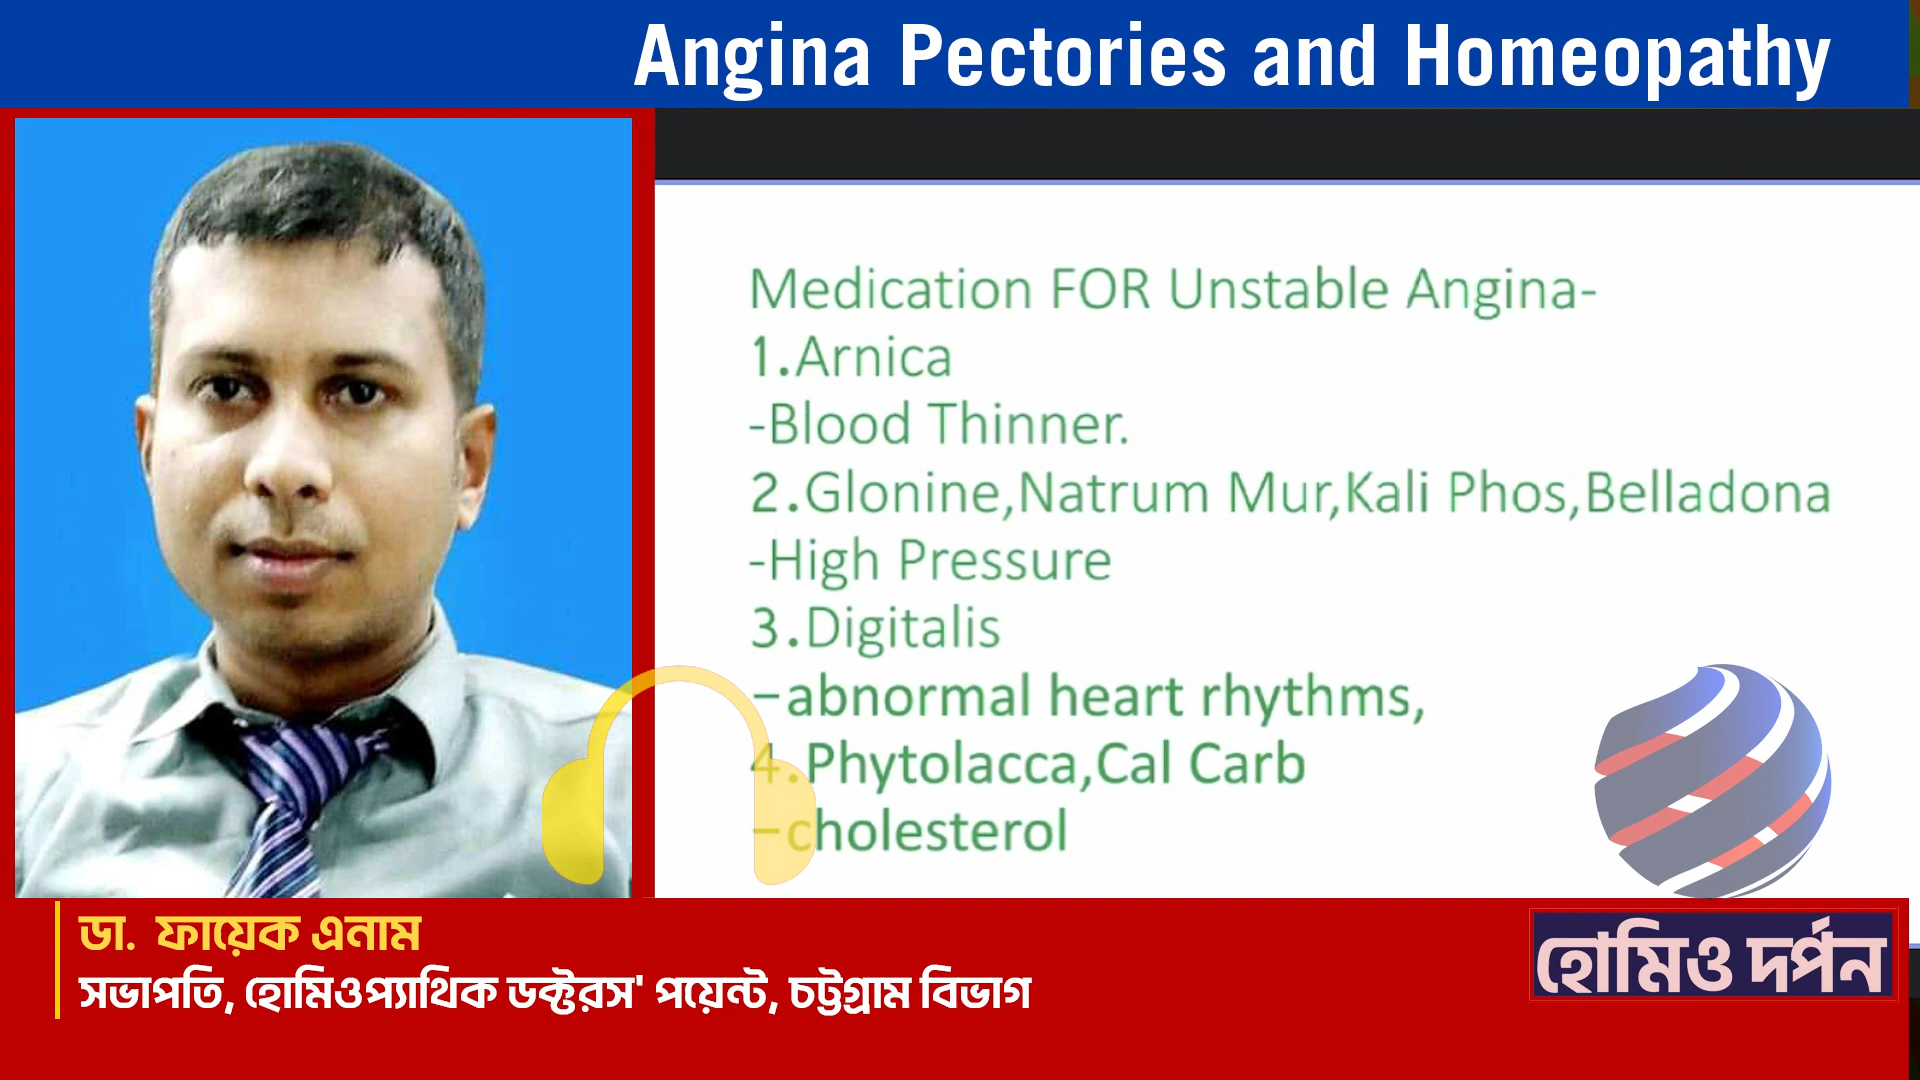 Angina Pectories and Homeopathy
Medication FOR Unstable Angina-
1.Arnica
-Blood Thinner.
2.Glonine,Natrum Mur,Kali Phos,Belladona
-High Pressure
3.Digitalis
-abnormal heart rhythms,
4.Phytolacca,Cal Carb
-cholesterol
ডা. ফায়েক এনাম
সভাপতি, হোমিওপ্যাথিক ডক্টরস' পয়েন্ট, চট্টগ্রাম বিভাগ
হোমিও দর্পন